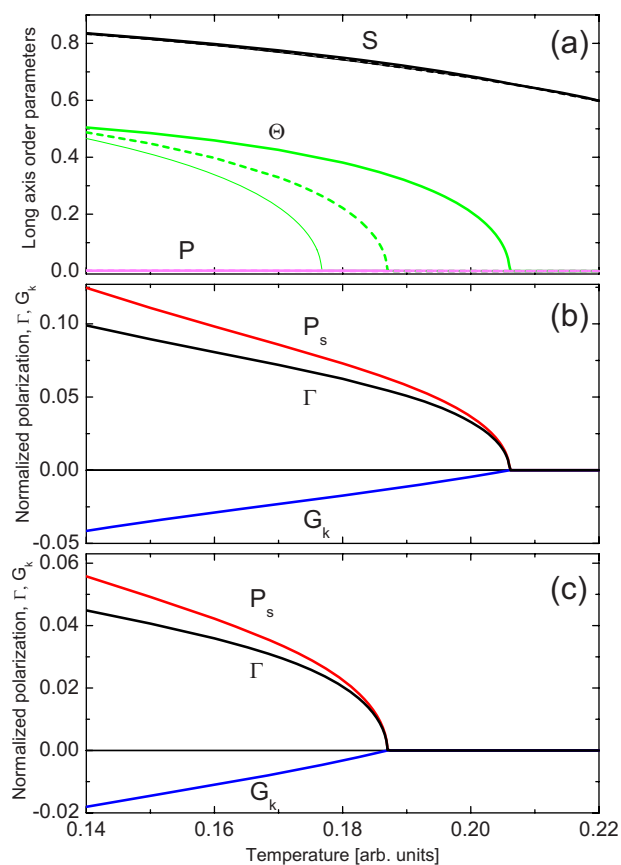 (a)
S
Θ
P
Long axis order parameters
0.8
0.6
0.4
0.2
0.0
(b)
P_s
Γ
G_k
Normalized polarization, Γ, G_k
0.10
0.05
0.00
-0.05
(c)
P_s
Γ
G_k
Normalized polarization, Γ, G_k
0.06
0.04
0.02
0.00
-0.02
0.14 0.16 0.18 0.20 0.22
Temperature [arb. units]